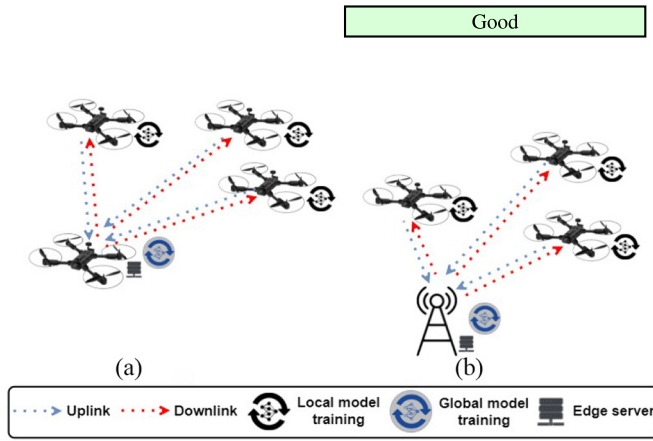 Good
(a)
(b)
Uplink
Downlink
Local model
training
Global model
training
Edge server